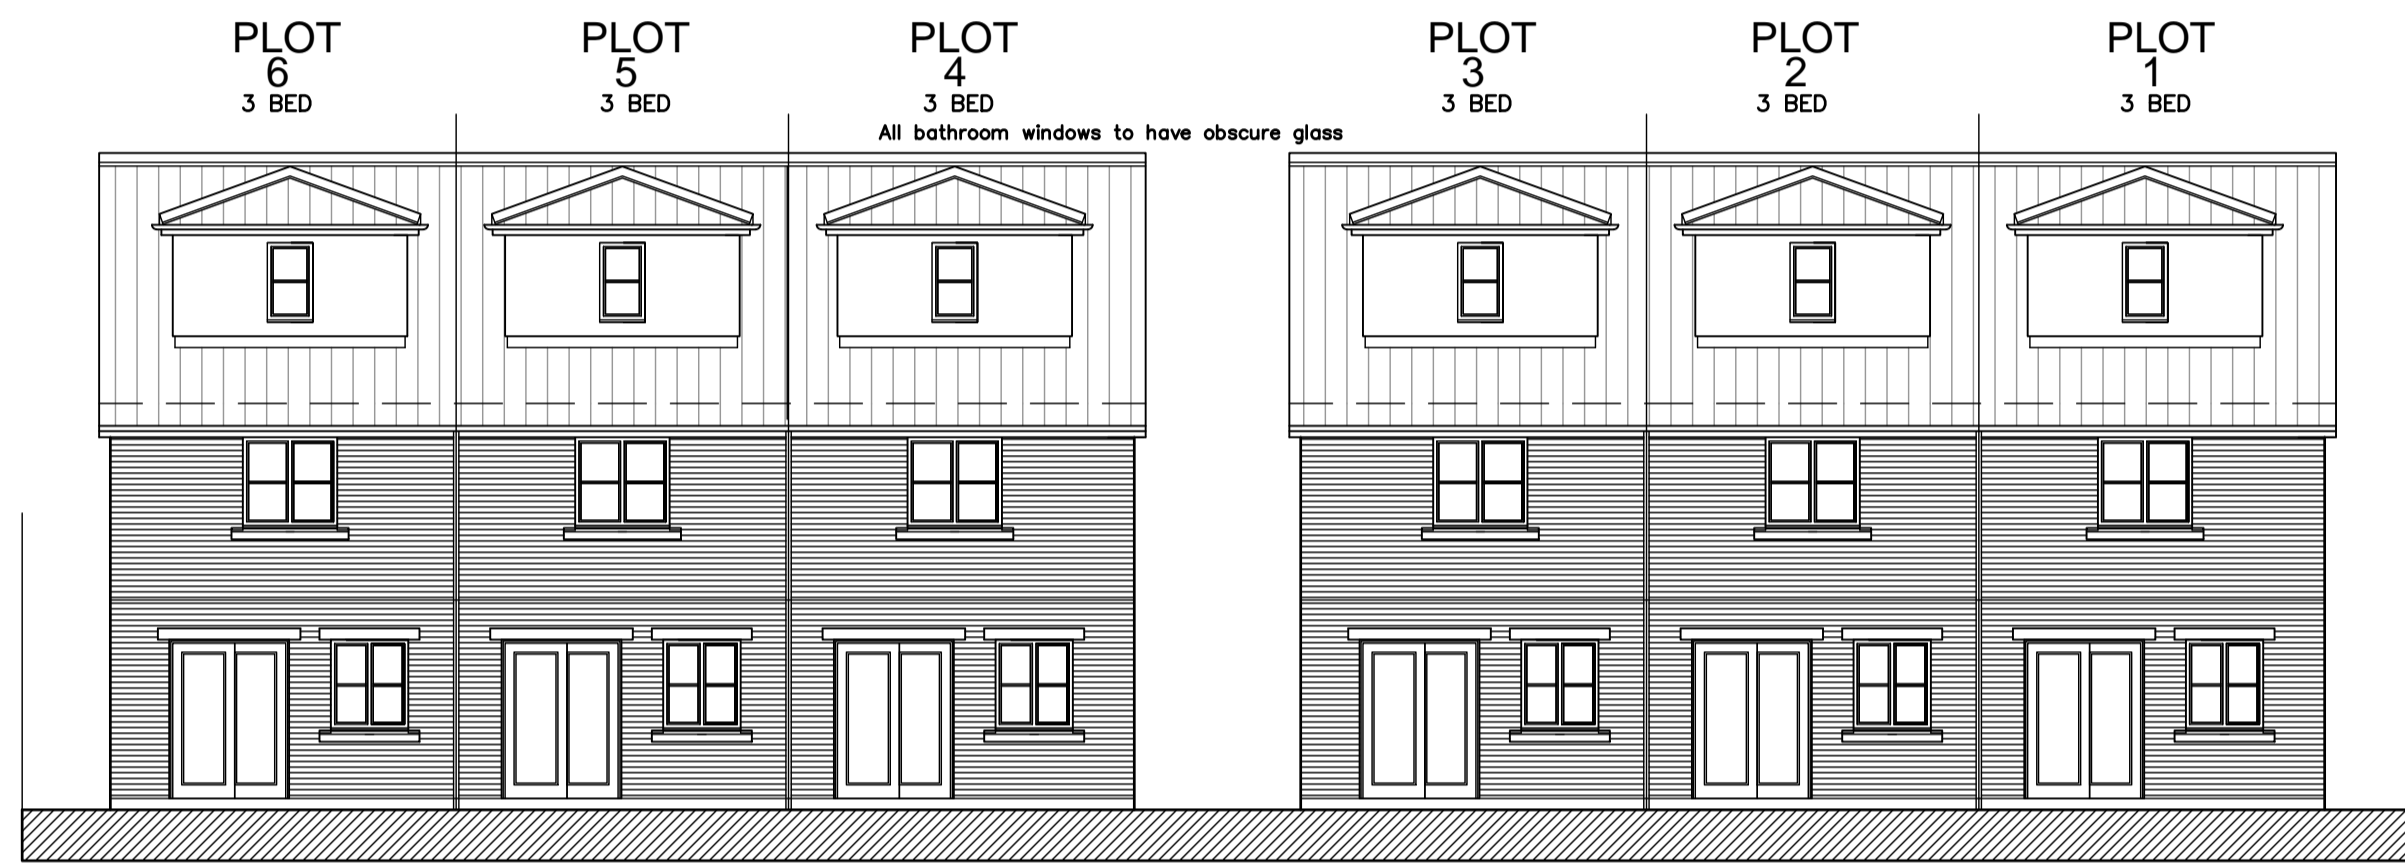 PLOT
6
3 BED
PLOT
5
3 BED
PLOT
4
3 BED
PLOT
3
3 BED
PLOT
2
3 BED
PLOT
1
3 BED
All bathroom windows to have obscure glass